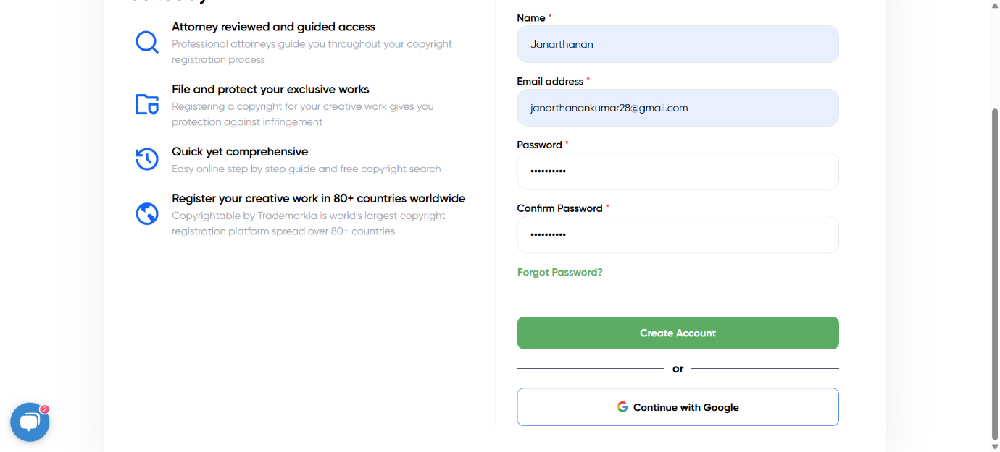 Attorney reviewed and guided access
Professional attorneys guide you throughout your copyright
registration process
File and protect your exclusive works
Registering a copyright for your creative work gives you
protection against infringement
Quick yet comprehensive
Easy online step by step guide and free copyright search
Register your creative work in 80+ countries worldwide
Copyrightable by Trademarkia is world's largest copyright
registration platform spread over 80+ countries
Name *
Janarthanan
Email address *
janarthanankumar28@gmail.com
Password *
••••••••••
Confirm Password *
••••••••••
Forgot Password?
Create Account
or
Continue with Google
2